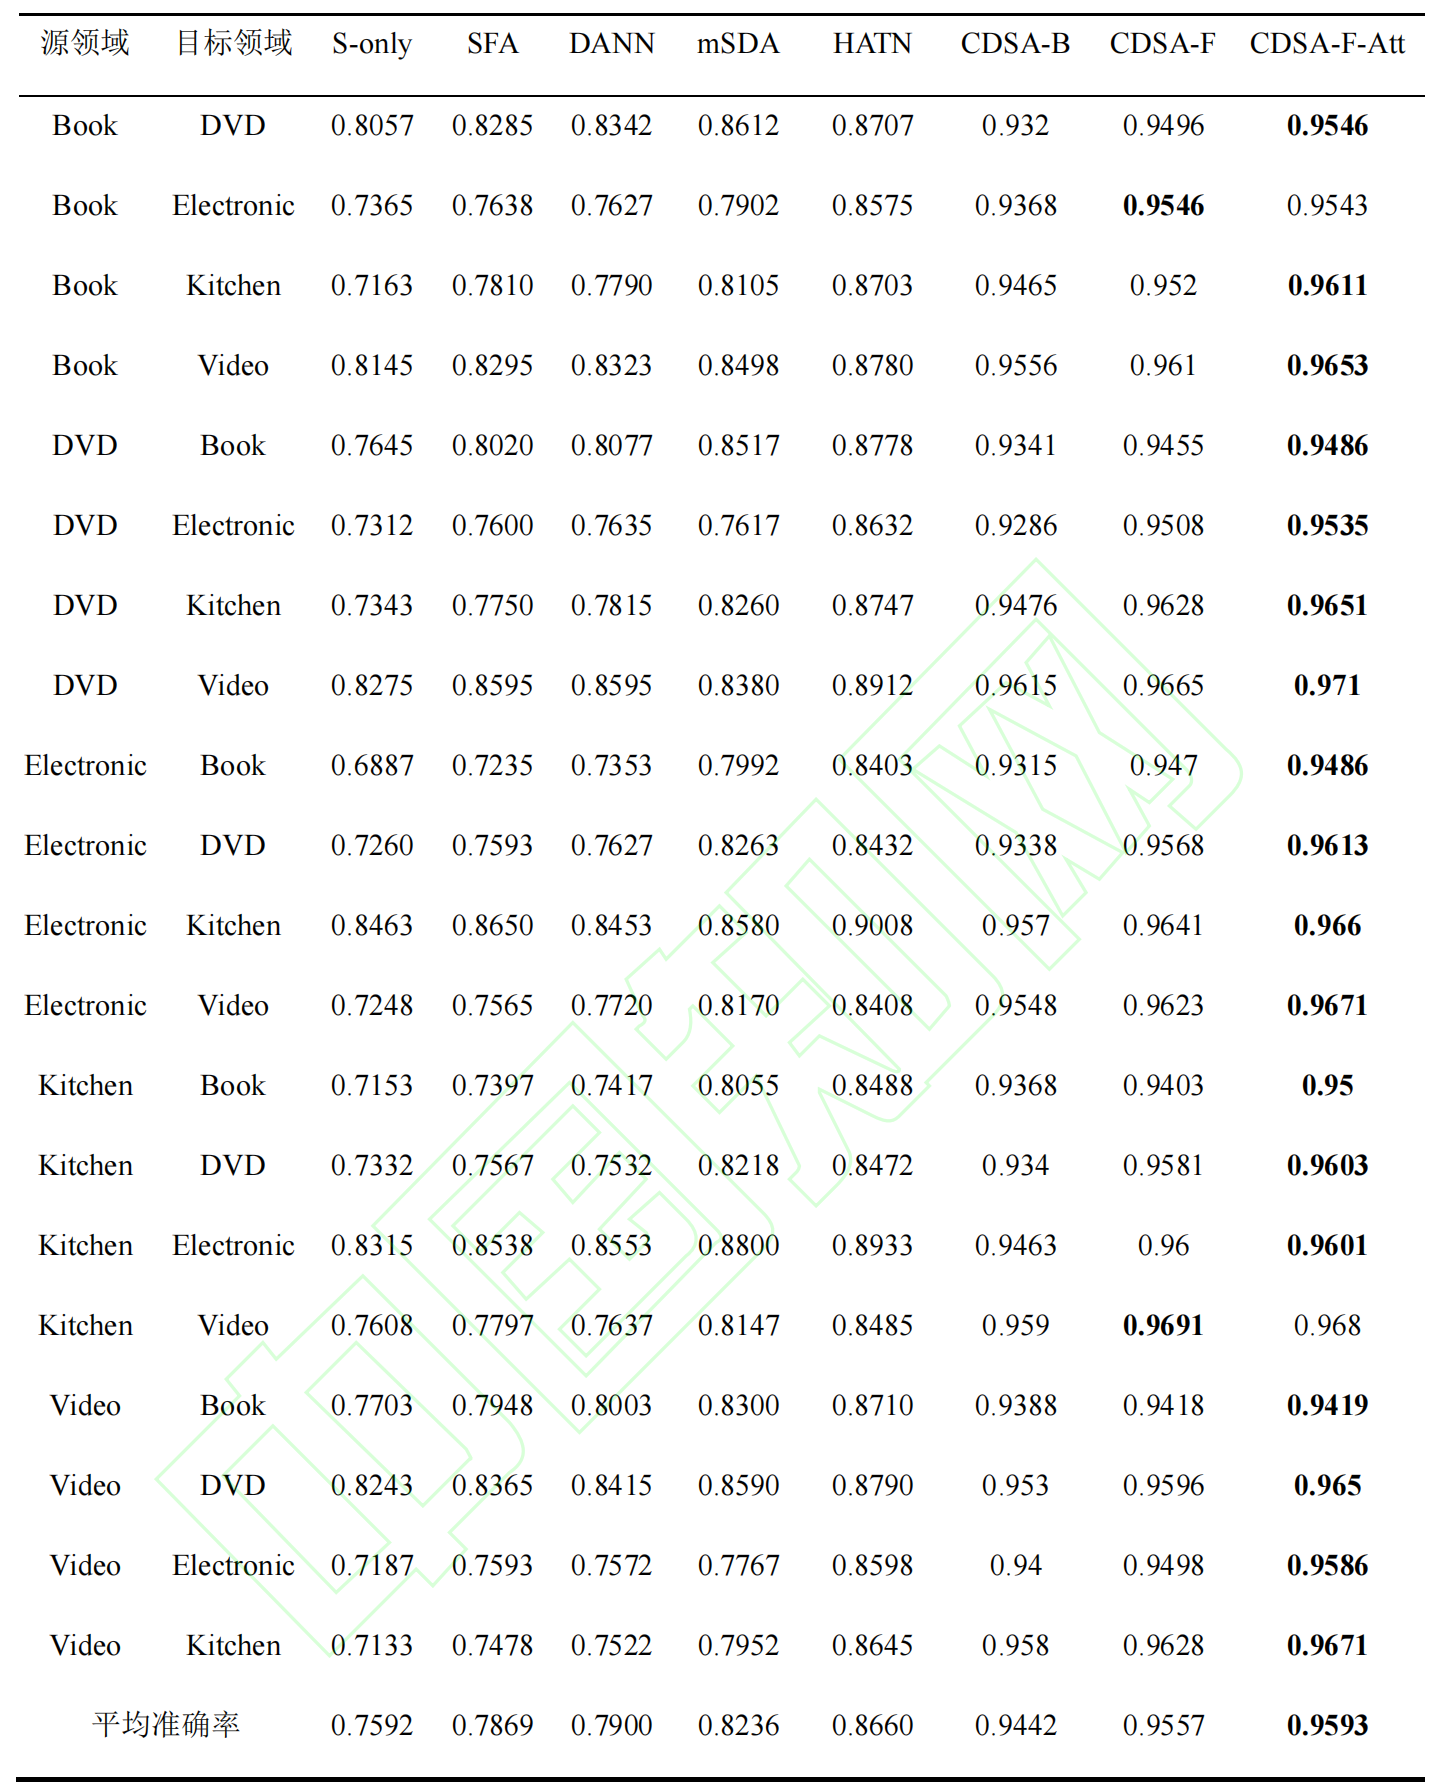 源领域 目标领域 S-only SFA DANN mSDA HATN CDSA-B CDSA-F CDSA-F-Att
Book DVD 0.8057 0.8285 0.8342 0.8612 0.8707 0.932 0.9496 0.9546
Book Electronic 0.7365 0.7638 0.7627 0.7902 0.8575 0.9368 0.9546 0.9543
Book Kitchen 0.7163 0.7810 0.7790 0.8105 0.8703 0.9465 0.952 0.9611
Book Video 0.8145 0.8295 0.8323 0.8498 0.8780 0.9556 0.961 0.9653
DVD Book 0.7645 0.8020 0.8077 0.8517 0.8778 0.9341 0.9455 0.9486
DVD Electronic 0.7312 0.7600 0.7635 0.7617 0.8632 0.9286 0.9508 0.9535
DVD Kitchen 0.7343 0.7750 0.7815 0.8260 0.8747 0.9476 0.9628 0.9651
DVD Video 0.8275 0.8595 0.8595 0.8380 0.8912 0.9615 0.9665 0.971
Electronic Book 0.6887 0.7235 0.7353 0.7992 0.8403 0.9315 0.947 0.9486
Electronic DVD 0.7260 0.7593 0.7627 0.8263 0.8432 0.9338 0.9568 0.9613
Electronic Kitchen 0.8463 0.8650 0.8453 0.8580 0.9008 0.957 0.9641 0.966
Electronic Video 0.7248 0.7565 0.7720 0.8170 0.8408 0.9548 0.9623 0.9671
Kitchen Book 0.7153 0.7397 0.7417 0.8055 0.8488 0.9368 0.9403 0.95
Kitchen DVD 0.7332 0.7567 0.7532 0.8218 0.8472 0.934 0.9581 0.9603
Kitchen Electronic 0.8315 0.8538 0.8553 0.8800 0.8933 0.9463 0.96 0.9601
Kitchen Video 0.7608 0.7797 0.7637 0.8147 0.8485 0.959 0.9691 0.968
Video Book 0.7703 0.7948 0.8003 0.8300 0.8710 0.9388 0.9418 0.9419
Video DVD 0.8243 0.8365 0.8415 0.8590 0.8790 0.953 0.9596 0.965
Video Electronic 0.7187 0.7593 0.7572 0.7767 0.8598 0.94 0.9498 0.9586
Video Kitchen 0.7133 0.7478 0.7522 0.7952 0.8645 0.958 0.9628 0.9671
平均准确率 0.7592 0.7869 0.7900 0.8236 0.8660 0.9442 0.9557 0.9593
中国知网